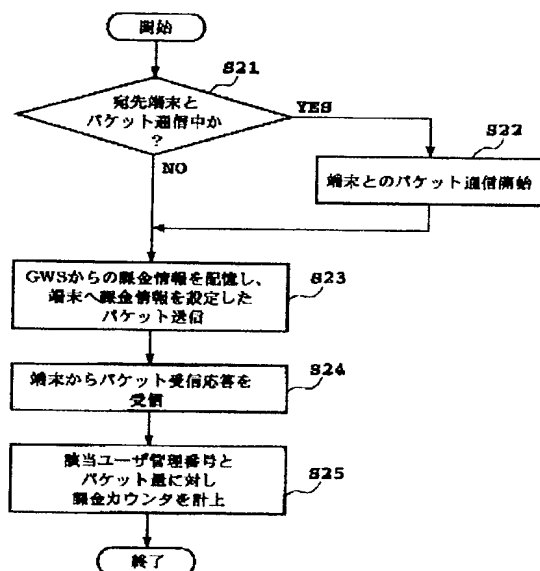 開始
S21
宛先端末と
パケット通信中か
?
YES
NO
S22
端末とのパケット通信開始
GWSからの課金情報を記憶し、
端末へ課金情報を設定した
パケット送信
S23
端末からパケット受信応答を
受信
S24
該当ユーザ管理番号と
パケット量に対し
課金カウンタを計上
S25
終了